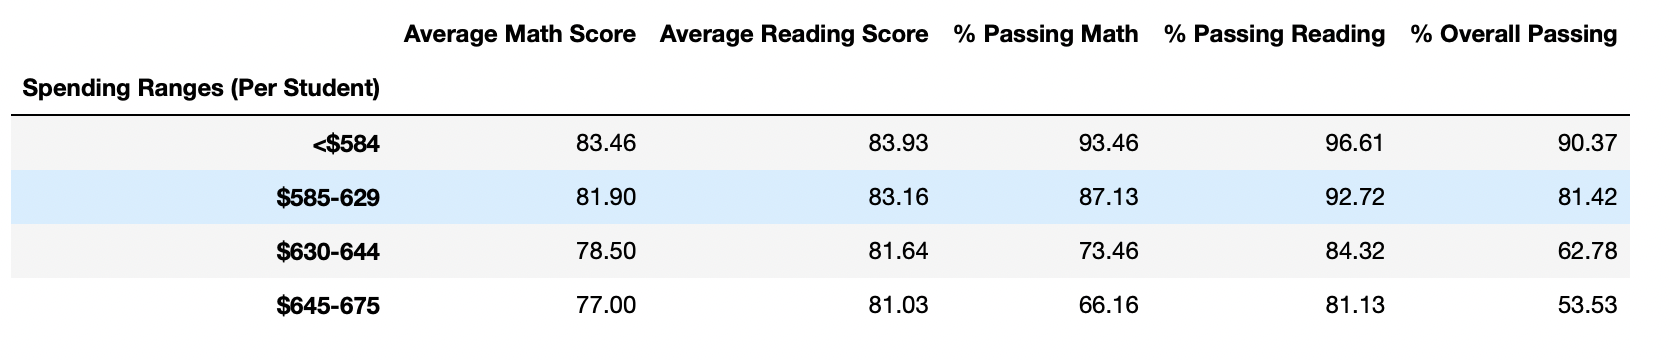 Average Math Score Average Reading Score % Passing Math % Passing Reading % Overall Passing
Spending Ranges (Per Student)
<$584 83.46 83.93 93.46 96.61 90.37
$585-629 81.90 83.16 87.13 92.72 81.42
$630-644 78.50 81.64 73.46 84.32 62.78
$645-675 77.00 81.03 66.16 81.13 53.53